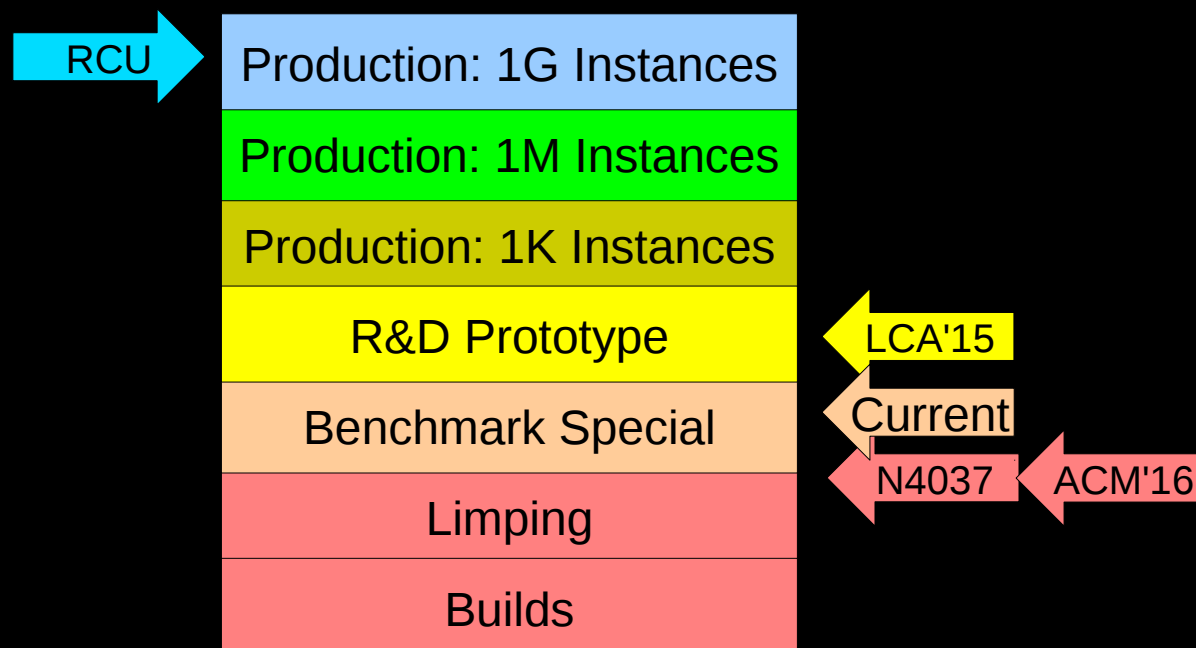 RCU
Production: 1G Instances
Production: 1M Instances
Production: 1K Instances
R&D Prototype
LCA'15
Benchmark Special
Current
N4037
ACM'16
Limping
Builds